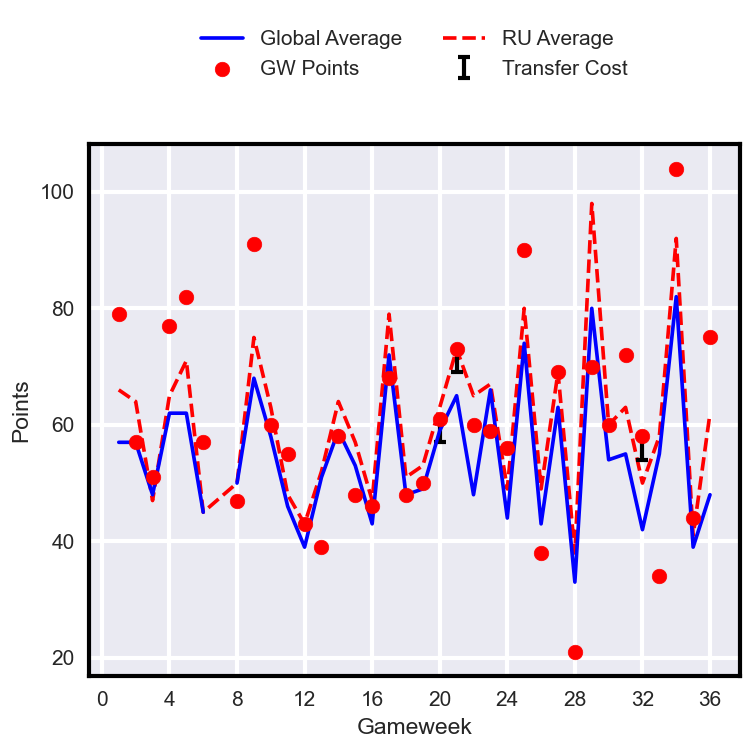 Global Average RU Average
GW Points Transfer Cost
100
80
60
40
20
Points
0 4 8 12 16 20 24 28 32 36
Gameweek